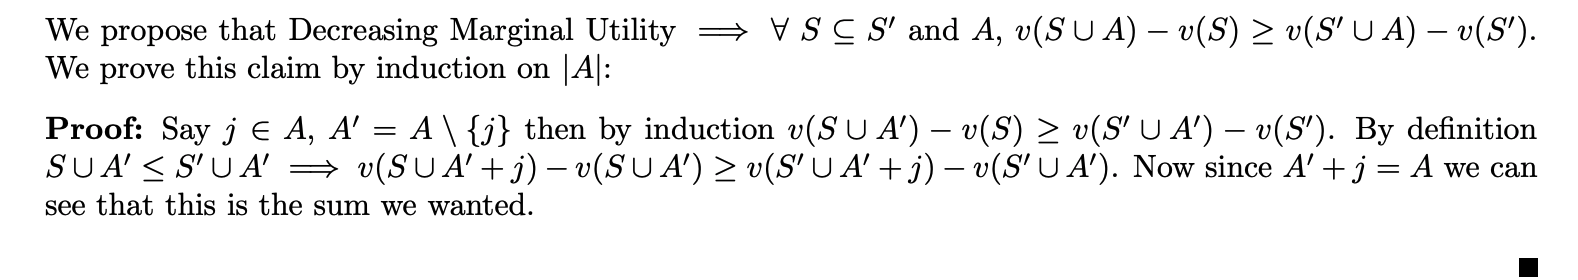 We propose that Decreasing Marginal Utility ⟹ ∀ S ⊆ S′ and A, v(S ∪ A) − v(S) ≥ v(S′ ∪ A) − v(S′).
We prove this claim by induction on |A|:
Proof: Say j ∈ A, A′ = A \ {j} then by induction v(S ∪ A′) − v(S) ≥ v(S′ ∪ A′) − v(S′). By definition
S ∪ A′ ≤ S′ ∪ A′ ⟹ v(S ∪ A′ + j) − v(S ∪ A′) ≥ v(S′ ∪ A′ + j) − v(S′ ∪ A′). Now since A′ + j = A we can
see that this is the sum we wanted.
■